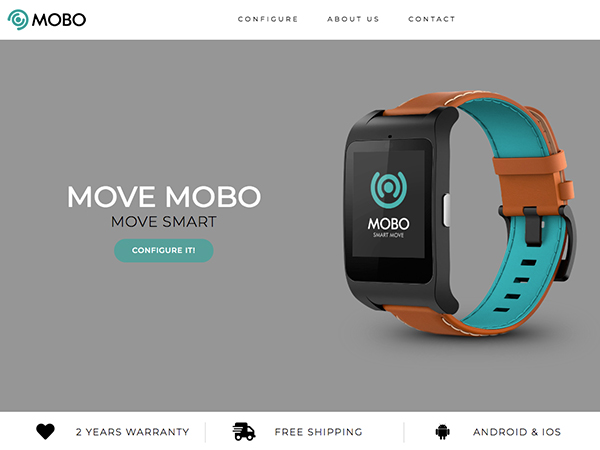 MOBO
CONFIGURE ABOUT US CONTACT
MOVE MOBO
MOVE SMART
CONFIGURE IT!
MOBO
SMART MOVE
2 YEARS WARRANTY FREE SHIPPING ANDROID & IOS